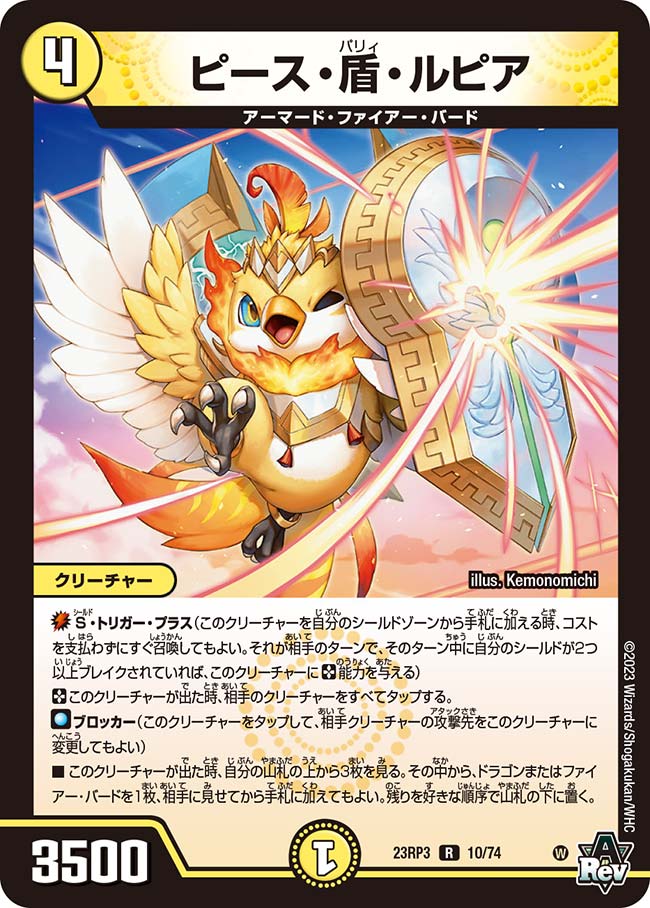 4
ピース・盾・ルピア
パリィ
アーマード・ファイアー・バード
クリーチャー
illus. Kemonomichi
S・トリガー・プラス(このクリーチャーを自分のシールドゾーンから手札に加える時、コスト
を支払わずにすぐ召喚してもよい。それが相手のターンで、そのターン中に自分のシールドが2つ
以上ブレイクされていれば、このクリーチャーに能力を与える)
このクリーチャーが出た時、相手のクリーチャーをすべてタップする。
ブロッカー(このクリーチャーをタップして、相手クリーチャーの攻撃先をこのクリーチャーに
変更してもよい)
■ このクリーチャーが出た時、自分の山札の上から3枚を見る。その中から、ドラゴンまたはファイ
アー・バードを1枚、相手に見せてから手札に加えてもよい。残りを好きな順序で山札の下に置く。
©2023 Wizards/Shogakukan/WHC
3500
1
23RP3 R 10/74
W
A Rev